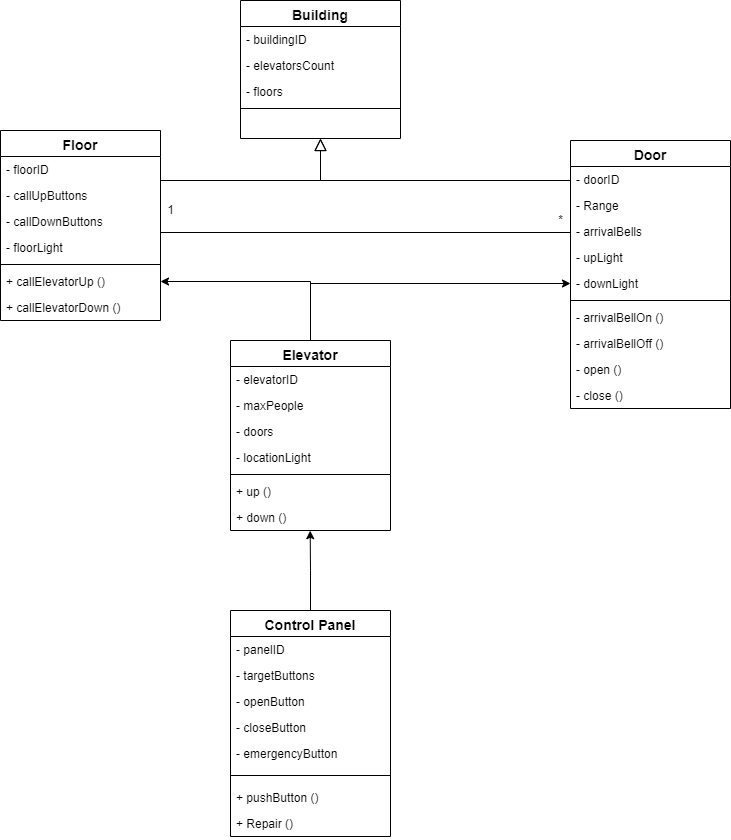 Building
- buildingID
- elevatorsCount
- floors
Floor
- floorID
- callUpButtons
- callDownButtons
- floorLight
+ callElevatorUp ()
+ callElevatorDown ()
1
*
Door
- doorID
- Range
- arrivalBells
- upLight
- downLight
- arrivalBellOn ()
- arrivalBellOff ()
- open ()
- close ()
Elevator
- elevatorID
- maxPeople
- doors
- locationLight
+ up ()
+ down ()
Control Panel
- panelID
- targetButtons
- openButton
- closeButton
- emergencyButton
+ pushButton ()
+ Repair ()